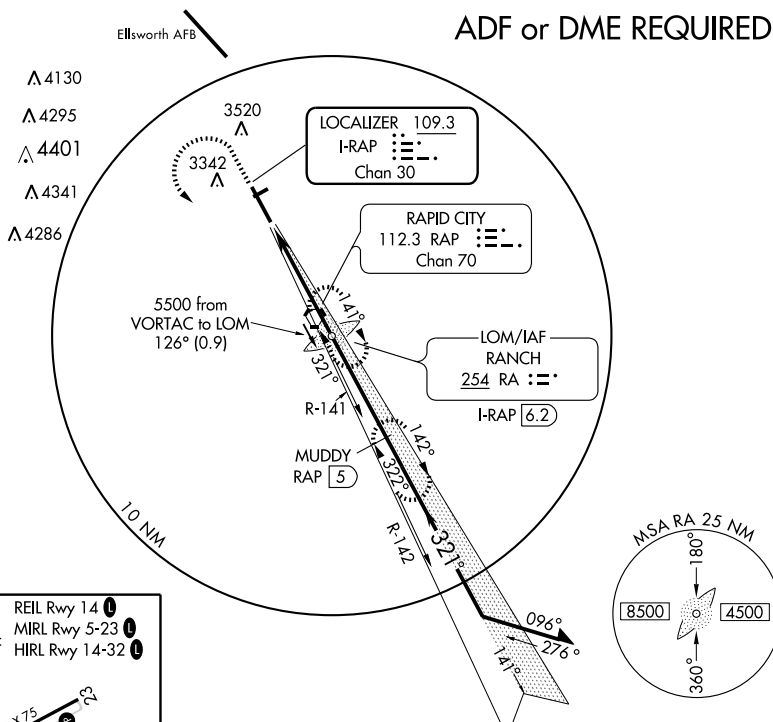 ADF or DME REQUIRED
Ellsworth AFB
4130
4295
4401
4341
4286
3520
3342
LOCALIZER 109.3
I-RAP
Chan 30
RAPID CITY
112.3 RAP
Chan 70
5500 from
VORTAC to LOM
126° (0.9)
141°
321°
LOM/IAF
RANCH
254 RA
I-RAP 6.2
R-141
MUDDY
RAP 5
142°
322°
R-142
321°
10 NM
096°
276°
141°
MSA RA 25 NM
180°
8500
4500
360°
REIL Rwy 14 L
MIRL Rwy 5-23 L
HIRL Rwy 14-32 L
X 75
23